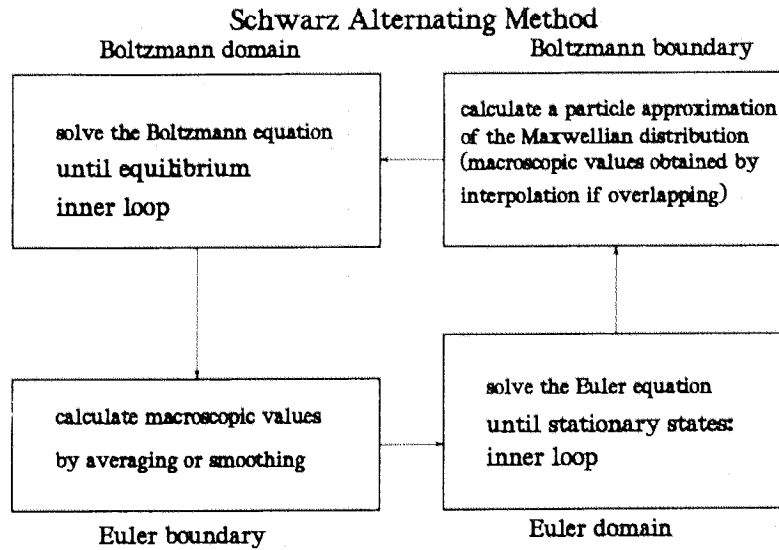 Schwarz Alternating Method
Boltzmann domain
Boltzmann boundary
solve the Boltzmann equation
until equilibrium
inner loop
calculate a particle approximation
of the Maxwellian distribution
(macroscopic values obtained by
interpolation if overlapping)
calculate macroscopic values
by averaging or smoothing
solve the Euler equation
until stationary states:
inner loop
Euler boundary
Euler domain